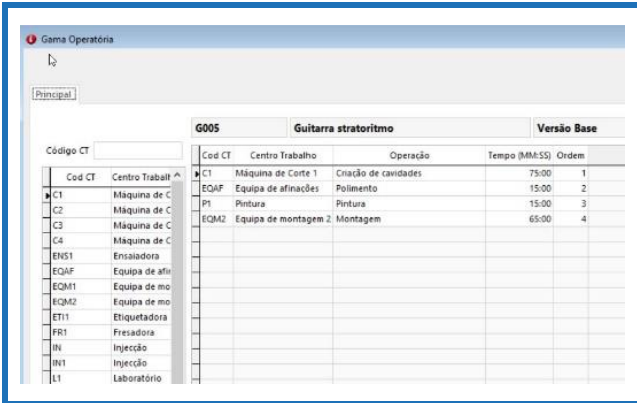 Gama Operatória
Principal
G005 Guitarra stratoritmo Versão Base
Código CT
Cod CT Centro Trabalh
C1 Máquina de C
C2 Máquina de C
C3 Máquina de C
C4 Máquina de C
ENS1 Ensaiadora
EQAF Equipa de afin
EQM1 Equipa de mo
EQM2 Equipa de mo
ETI1 Etiquetadora
FR1 Fresadora
IN Injecção
IN1 Injecção
L1 Laboratório
Cod CT Centro Trabalho Operação Tempo (MM:SS) Ordem
C1 Máquina de Corte 1 Criação de cavidades 75:00 1
EQAF Equipa de afinações Polimento 15:00 2
P1 Pintura Pintura 15:00 3
EQM2 Equipa de montagem 2 Montagem 65:00 4